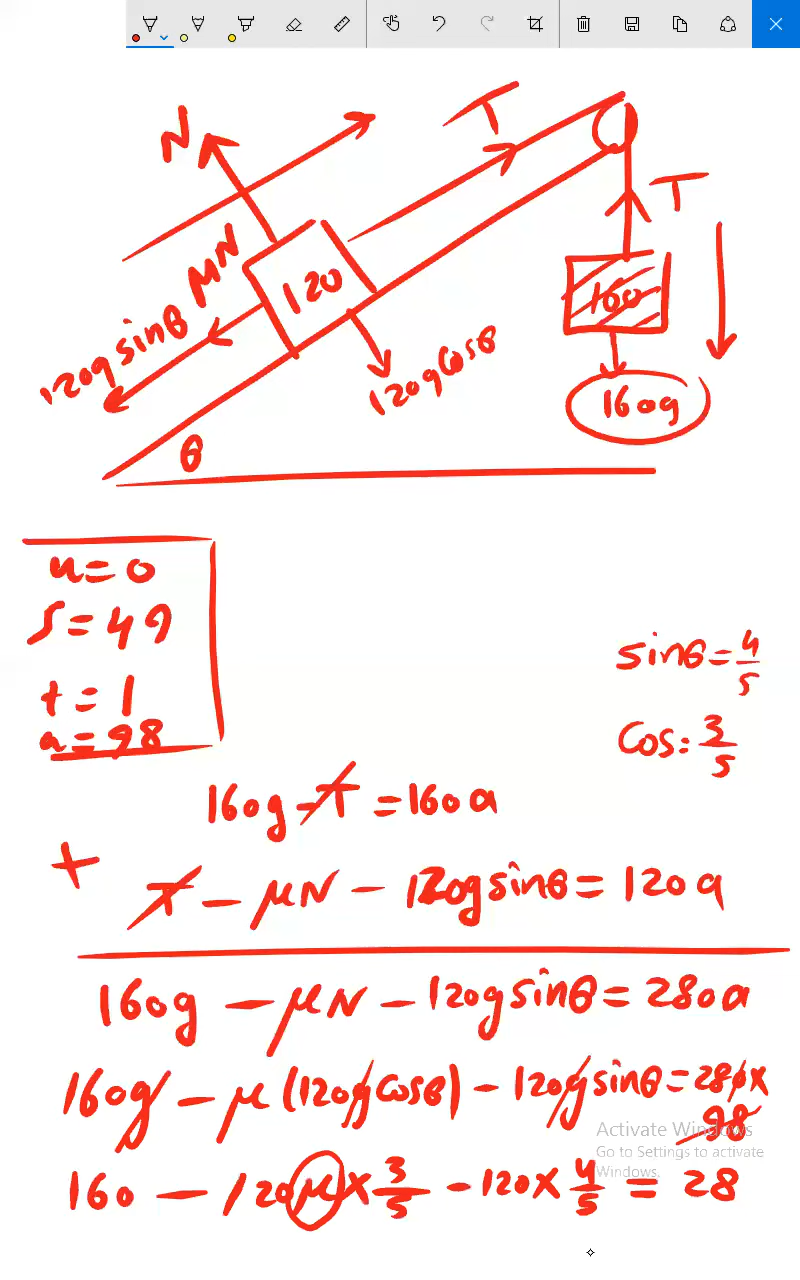 N
T
T
μN
120
120g sinθ
120g cosθ
160
160g
θ
u = 0
S = 49
t = 1
a = 98
sinθ = 4/5
Cos: 3/5
160g - T = 160a
+
T - μN - 120g sinθ = 120a
160g - μN - 120g sinθ = 280a
160g - μ(120g cosθ) - 120g sinθ = 280 x
98
160 - 120μ x 3/5 - 120 x 4/5 = 28
Activate Windows
Go to Settings to activate
Windows.